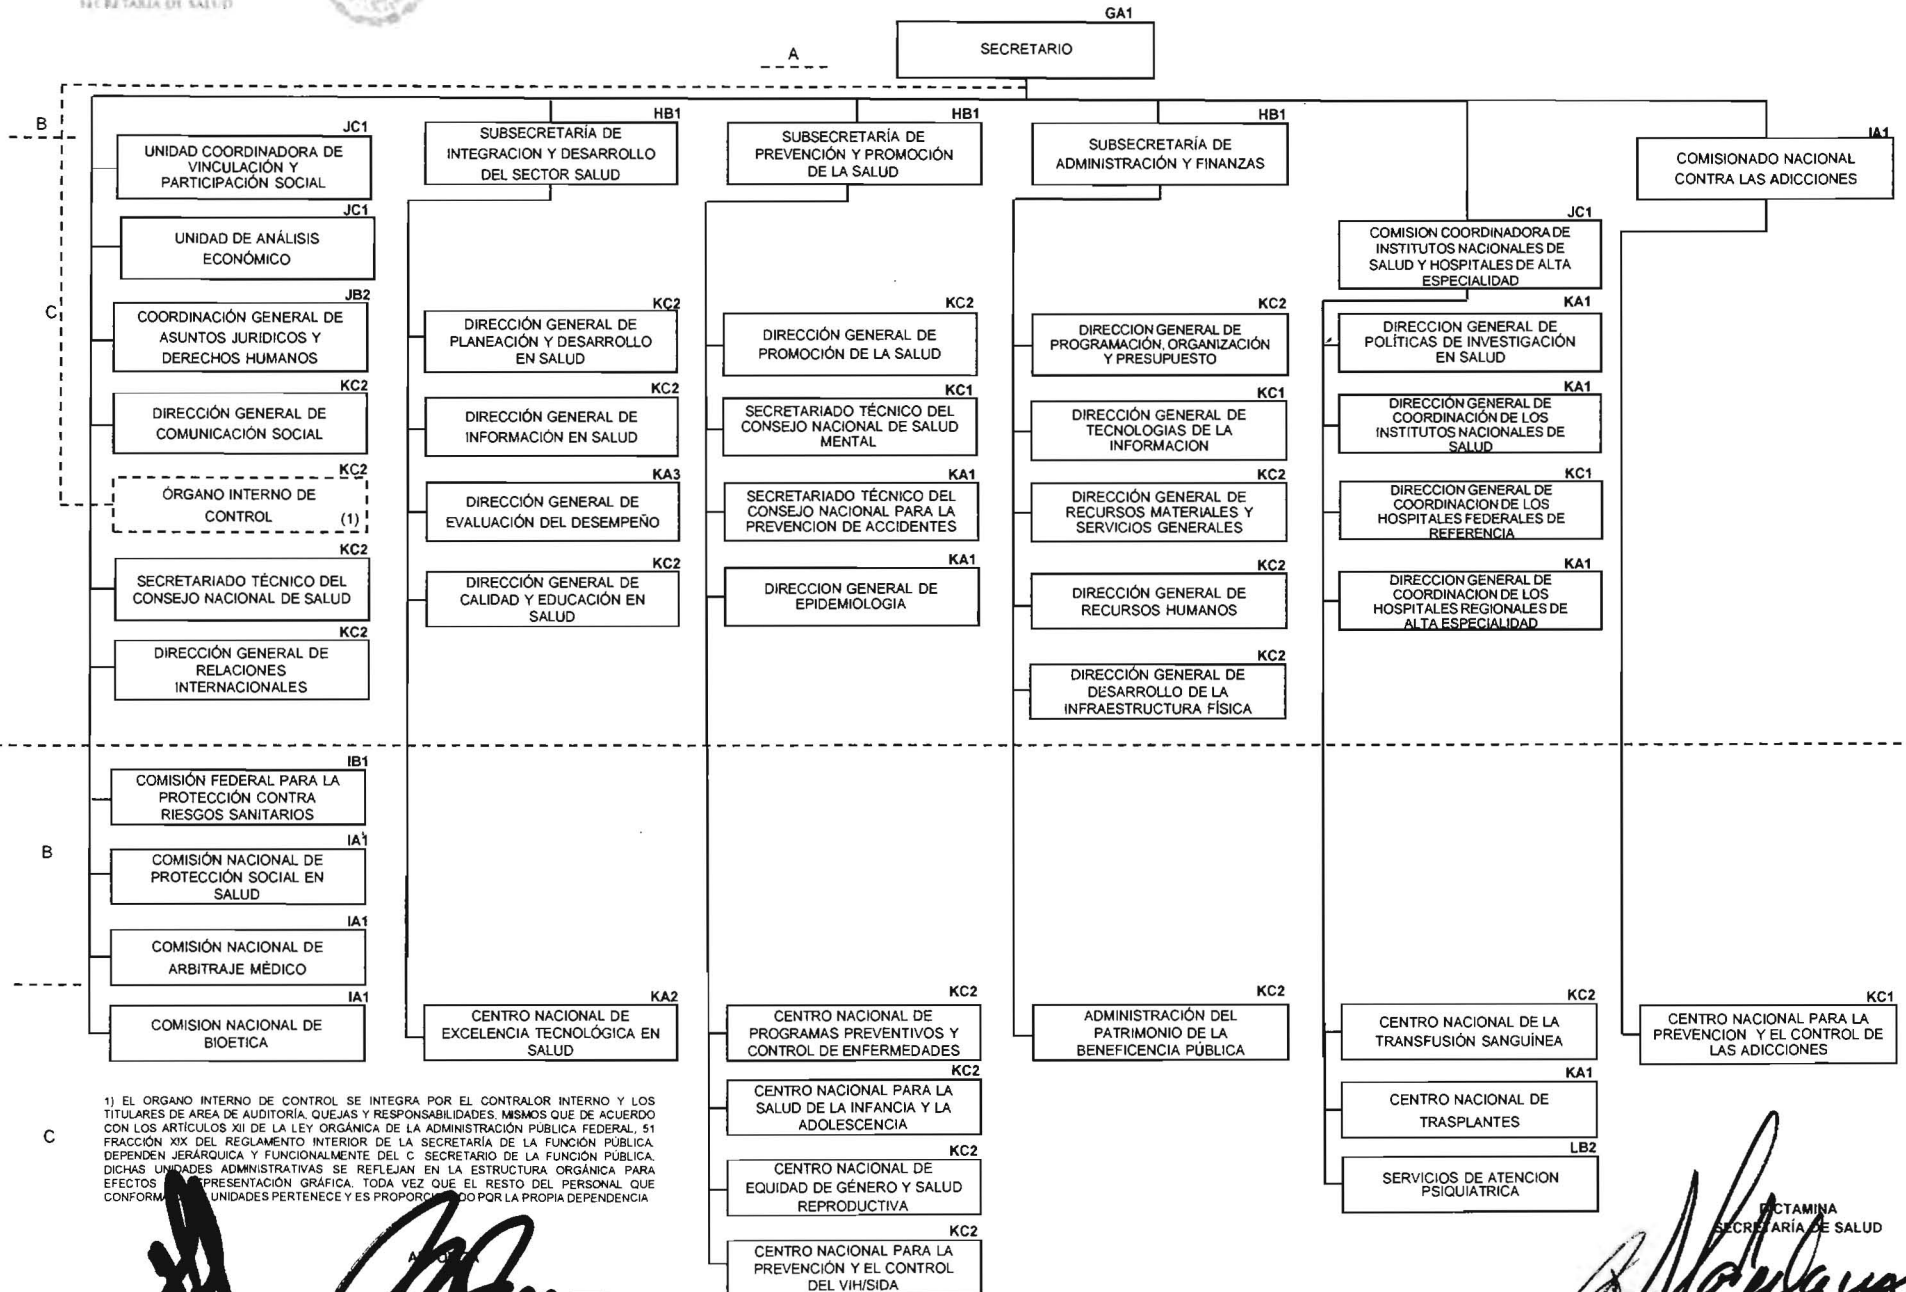 SECRETARÍA DE SALUD
GA1
SECRETARIO
A
B
C
JC1
UNIDAD COORDINADORA DE
VINCULACIÓN Y
PARTICIPACIÓN SOCIAL
JC1
UNIDAD DE ANÁLISIS
ECONÓMICO
JB2
COORDINACIÓN GENERAL DE
ASUNTOS JURIDICOS Y
DERECHOS HUMANOS
KC2
DIRECCIÓN GENERAL DE
COMUNICACIÓN SOCIAL
KC2
ÓRGANO INTERNO DE
CONTROL (1)
KC2
SECRETARIADO TÉCNICO DEL
CONSEJO NACIONAL DE SALUD
KC2
DIRECCIÓN GENERAL DE
RELACIONES
INTERNACIONALES
HB1
SUBSECRETARÍA DE
INTEGRACION Y DESARROLLO
DEL SECTOR SALUD
KC2
DIRECCIÓN GENERAL DE
PLANEACIÓN Y DESARROLLO
EN SALUD
KC2
DIRECCIÓN GENERAL DE
INFORMACIÓN EN SALUD
KA3
DIRECCIÓN GENERAL DE
EVALUACIÓN DEL DESEMPEÑO
KC2
DIRECCIÓN GENERAL DE
CALIDAD Y EDUCACIÓN EN
SALUD
HB1
SUBSECRETARÍA DE
PREVENCIÓN Y PROMOCIÓN
DE LA SALUD
KC2
DIRECCIÓN GENERAL DE
PROMOCIÓN DE LA SALUD
KC1
SECRETARIADO TÉCNICO DEL
CONSEJO NACIONAL DE SALUD
MENTAL
KA1
SECRETARIADO TÉCNICO DEL
CONSEJO NACIONAL PARA LA
PREVENCION DE ACCIDENTES
KA1
DIRECCION GENERAL DE
EPIDEMIOLOGIA
HB1
SUBSECRETARÍA DE
ADMINISTRACIÓN Y FINANZAS
KC2
DIRECCION GENERAL DE
PROGRAMACIÓN, ORGANIZACIÓN
Y PRESUPUESTO
KC1
DIRECCIÓN GENERAL DE
TECNOLOGIAS DE LA
INFORMACION
KC2
DIRECCIÓN GENERAL DE
RECURSOS MATERIALES Y
SERVICIOS GENERALES
KC2
DIRECCIÓN GENERAL DE
RECURSOS HUMANOS
KC2
DIRECCIÓN GENERAL DE
DESARROLLO DE LA
INFRAESTRUCTURA FÍSICA
JC1
COMISION COORDINADORA DE
INSTITUTOS NACIONALES DE
SALUD Y HOSPITALES DE ALTA
ESPECIALIDAD
KA1
DIRECCION GENERAL DE
POLÍTICAS DE INVESTIGACIÓN
EN SALUD
KA1
DIRECCIÓN GENERAL DE
COORDINACIÓN DE LOS
INSTITUTOS NACIONALES DE
SALUD
KC1
DIRECCION GENERAL DE
COORDINACION DE LOS
HOSPITALES FEDERALES DE
REFERENCIA
KA1
DIRECCION GENERAL DE
COORDINACION DE LOS
HOSPITALES REGIONALES DE
ALTA ESPECIALIDAD
IA1
COMISIONADO NACIONAL
CONTRA LAS ADICCIONES
B
IB1
COMISIÓN FEDERAL PARA LA
PROTECCIÓN CONTRA
RIESGOS SANITARIOS
IA1
COMISIÓN NACIONAL DE
PROTECCIÓN SOCIAL EN
SALUD
IA1
COMISIÓN NACIONAL DE
ARBITRAJE MÉDICO
IA1
COMISION NACIONAL DE
BIOETICA
KA2
CENTRO NACIONAL DE
EXCELENCIA TECNOLÓGICA EN
SALUD
KC2
CENTRO NACIONAL DE
PROGRAMAS PREVENTIVOS Y
CONTROL DE ENFERMEDADES
KC2
CENTRO NACIONAL PARA LA
SALUD DE LA INFANCIA Y LA
ADOLESCENCIA
KC2
CENTRO NACIONAL DE
EQUIDAD DE GÉNERO Y SALUD
REPRODUCTIVA
KC2
CENTRO NACIONAL PARA LA
PREVENCIÓN Y EL CONTROL
DEL VIH/SIDA
KC2
ADMINISTRACIÓN DEL
PATRIMONIO DE LA
BENEFICENCIA PÚBLICA
KC2
CENTRO NACIONAL DE LA
TRANSFUSIÓN SANGUÍNEA
KA1
CENTRO NACIONAL DE
TRASPLANTES
LB2
SERVICIOS DE ATENCION
PSIQUIATRICA
KC1
CENTRO NACIONAL PARA LA
PREVENCION Y EL CONTROL DE
LAS ADICCIONES
C
1) EL ORGANO INTERNO DE CONTROL SE INTEGRA POR EL CONTRALOR INTERNO Y LOS
TITULARES DE AREA DE AUDITORÍA, QUEJAS Y RESPONSABILIDADES, MISMOS QUE DE ACUERDO
CON LOS ARTÍCULOS XII DE LA LEY ORGÁNICA DE LA ADMINISTRACIÓN PÚBLICA FEDERAL, 51
FRACCIÓN XIX DEL REGLAMENTO INTERIOR DE LA SECRETARÍA DE LA FUNCIÓN PÚBLICA.
DEPENDEN JERÁRQUICA Y FUNCIONALMENTE DEL C SECRETARIO DE LA FUNCIÓN PÚBLICA.
DICHAS UNIDADES ADMINISTRATIVAS SE REFLEJAN EN LA ESTRUCTURA ORGÁNICA PARA
EFECTOS PRESENTACIÓN GRÁFICA. TODA VEZ QUE EL RESTO DEL PERSONAL QUE
UNIDADES PERTENECE Y ES POR LA PROPIA DEPENDENCIA
DICTAMINA
SECRETARÍA DE SALUD